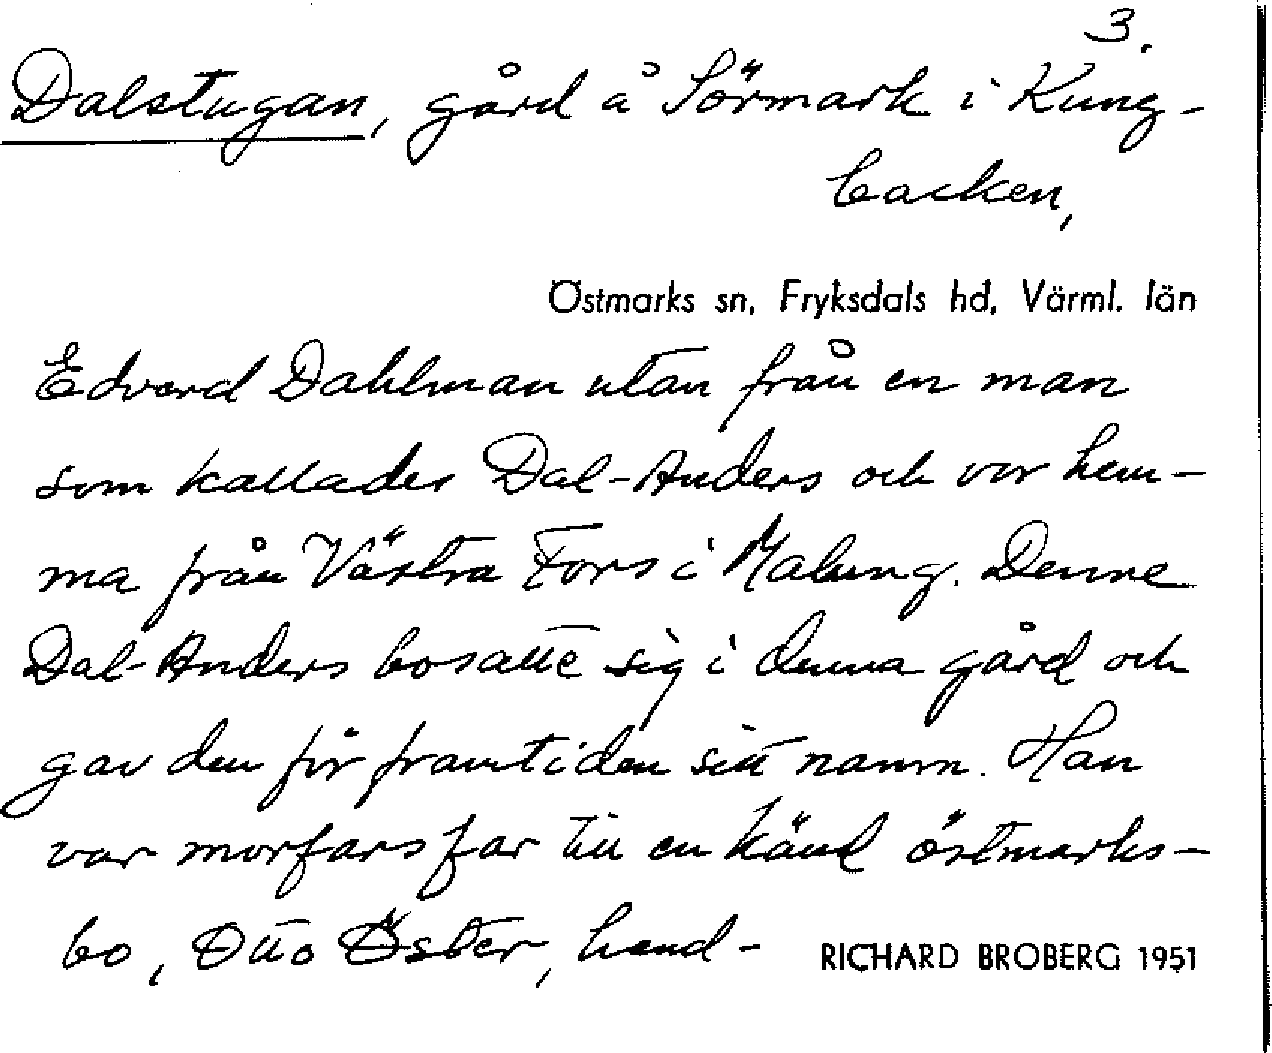 3.
Dalstugan, gård å Sörmark i Kung-
backen,
Östmarks sn, Fryksdals hd, Värml. län
Edvard Dahlman utan från en man
som kallades Dal-Anders och var hem-
ma från Västra Fors i Malung. Denne
Dal-Anders bosatte sig i denna gård och
gav den för framtiden sitt namn. Han
var morfars far till en känd östmarks-
bo, Otto Öster, hand-
RICHARD BROBERG 1951